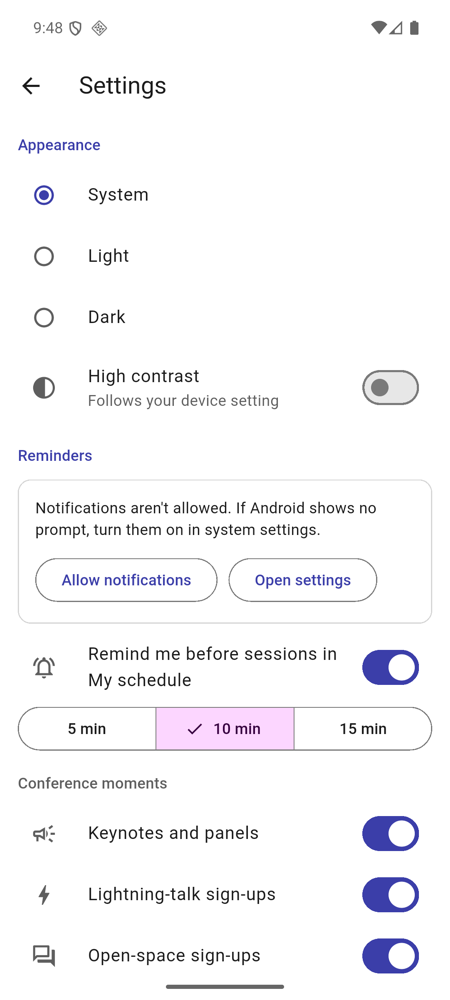 9:48
Settings
Appearance
System
Light
Dark
High contrast
Follows your device setting
Reminders
Notifications aren't allowed. If Android shows no
prompt, turn them on in system settings.
Allow notifications
Open settings
Remind me before sessions in
My schedule
5 min
10 min
15 min
Conference moments
Keynotes and panels
Lightning-talk sign-ups
Open-space sign-ups